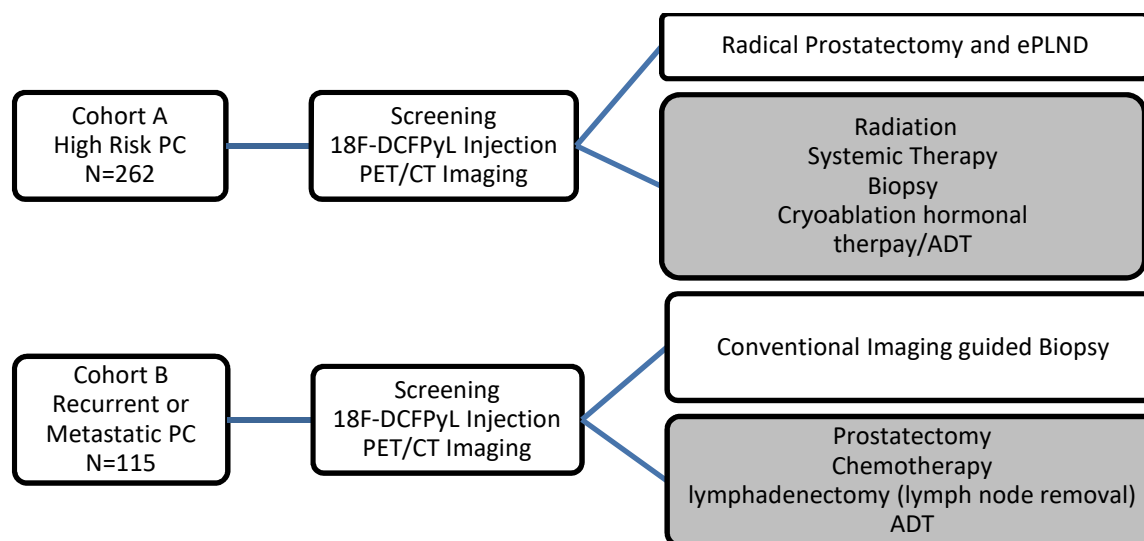 Cohort A
High Risk PC
N=262
Screening
18F-DCFPyL Injection
PET/CT Imaging
Radical Prostatectomy and ePLND
Radiation
Systemic Therapy
Biopsy
Cryoablation hormonal
therpay/ADT
Cohort B
Recurrent or
Metastatic PC
N=115
Screening
18F-DCFPyL Injection
PET/CT Imaging
Conventional Imaging guided Biopsy
Prostatectomy
Chemotherapy
lymphadenectomy (lymph node removal)
ADT